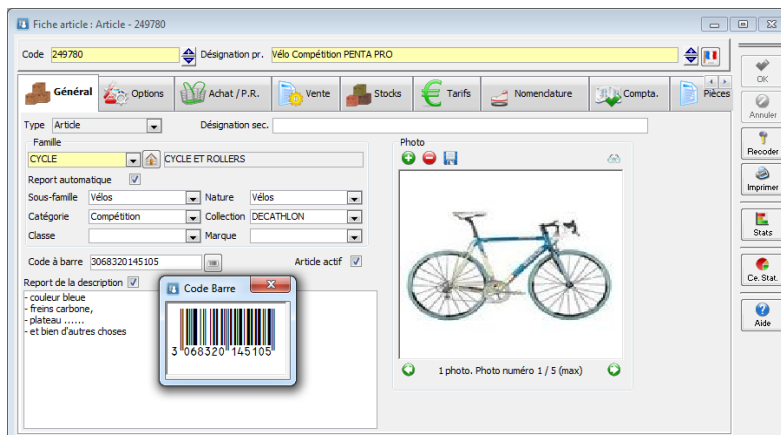 Fiche article : Article - 249780
Code 249780 Désignation pr. Vélo Compétition PENTA PRO
Général Options Achat / P.R. Vente Stocks Tarifs Nomenclature Compta. Pièces
Type Article Désignation sec.
Famille
CYCLE CYCLE ET ROLLERS
Report automatique
Sous-famille Vélos Nature Vélos
Catégorie Compétition Collection DECATHLON
Classe Marque
Code à barre 3068320145105 Article actif
Report de la description
- couleur bleue
- freins carbone,
- plateau ......
- et bien d'autres choses
Code Barre
3 068320 145105
Photo
1 photo. Photo numéro 1 / 5 (max)
OK
Annuler
Recoder
Imprimer
Stats
Ce. Stat.
Aide